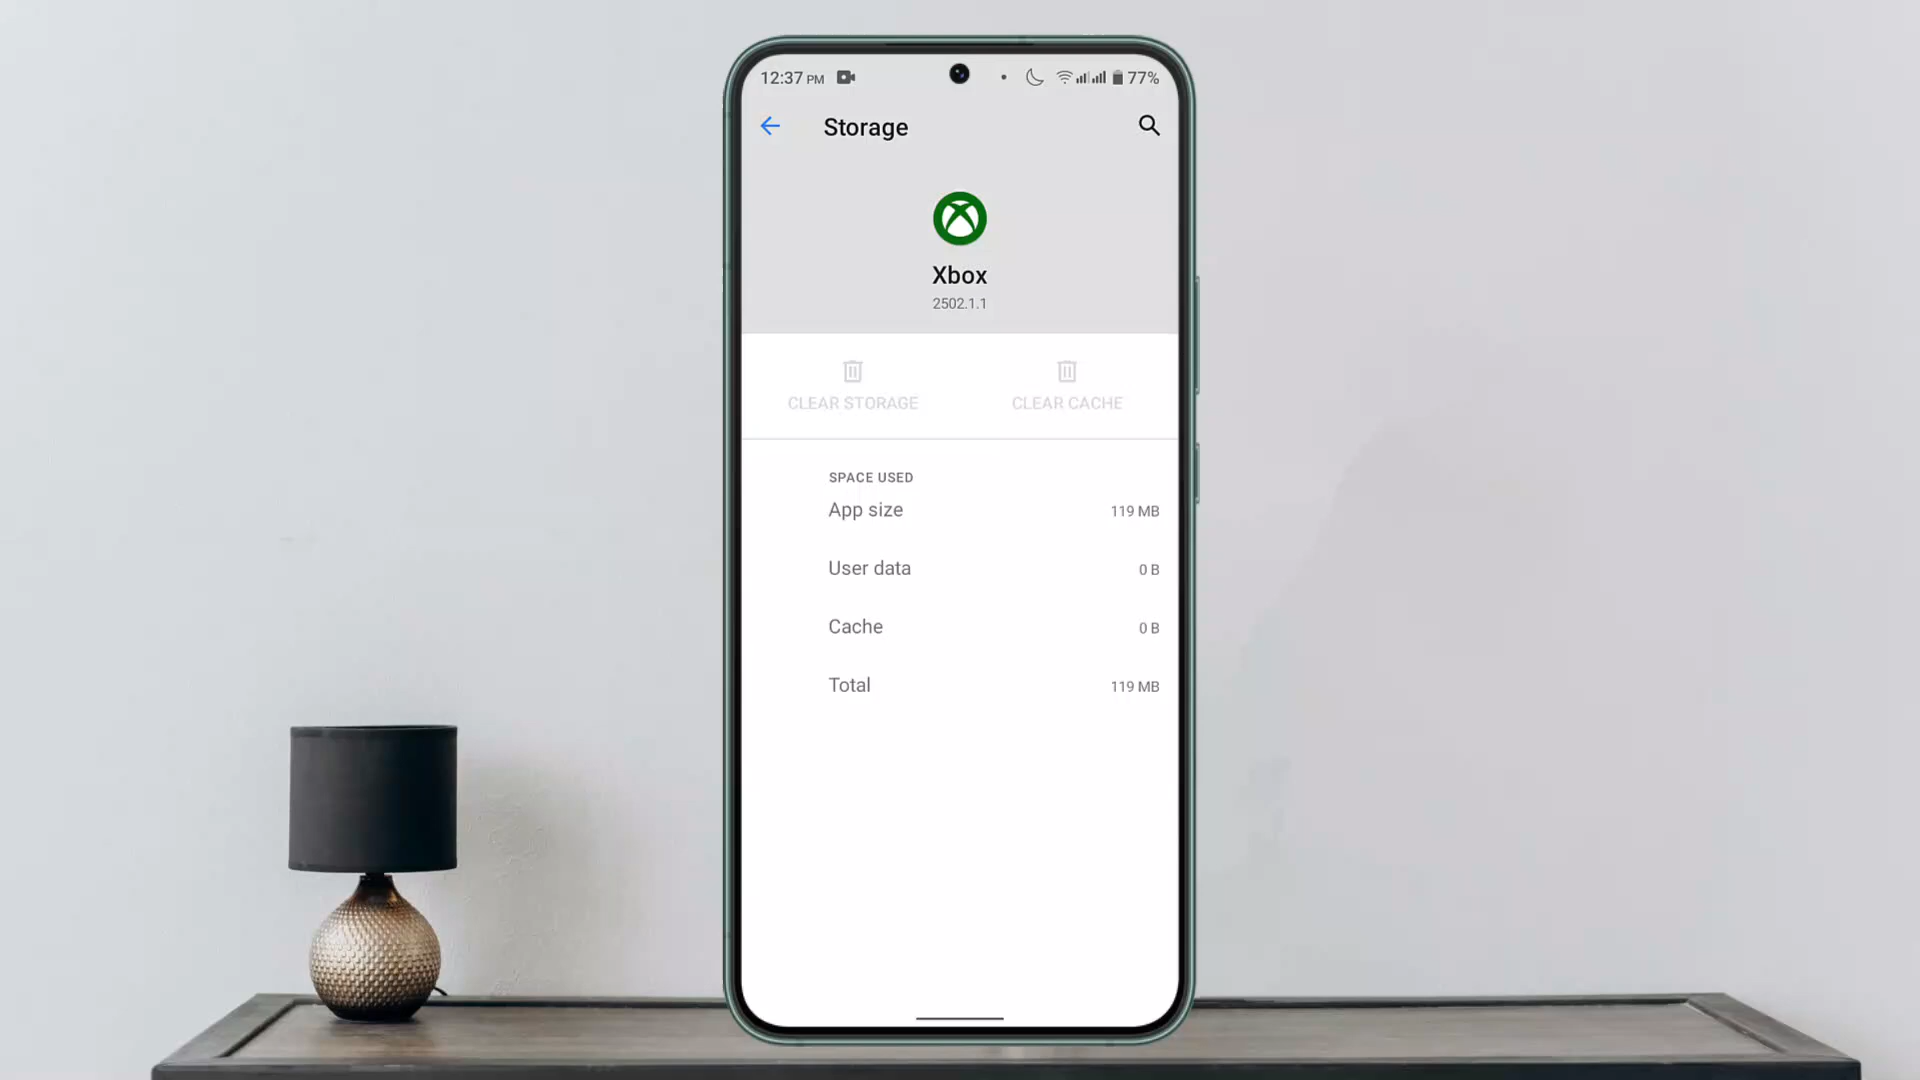 12:37 PM 77%
Storage
Xbox
2502.1.1
CLEAR STORAGE CLEAR CACHE
SPACE USED
App size 119 MB
User data 0 B
Cache 0 B
Total 119 MB